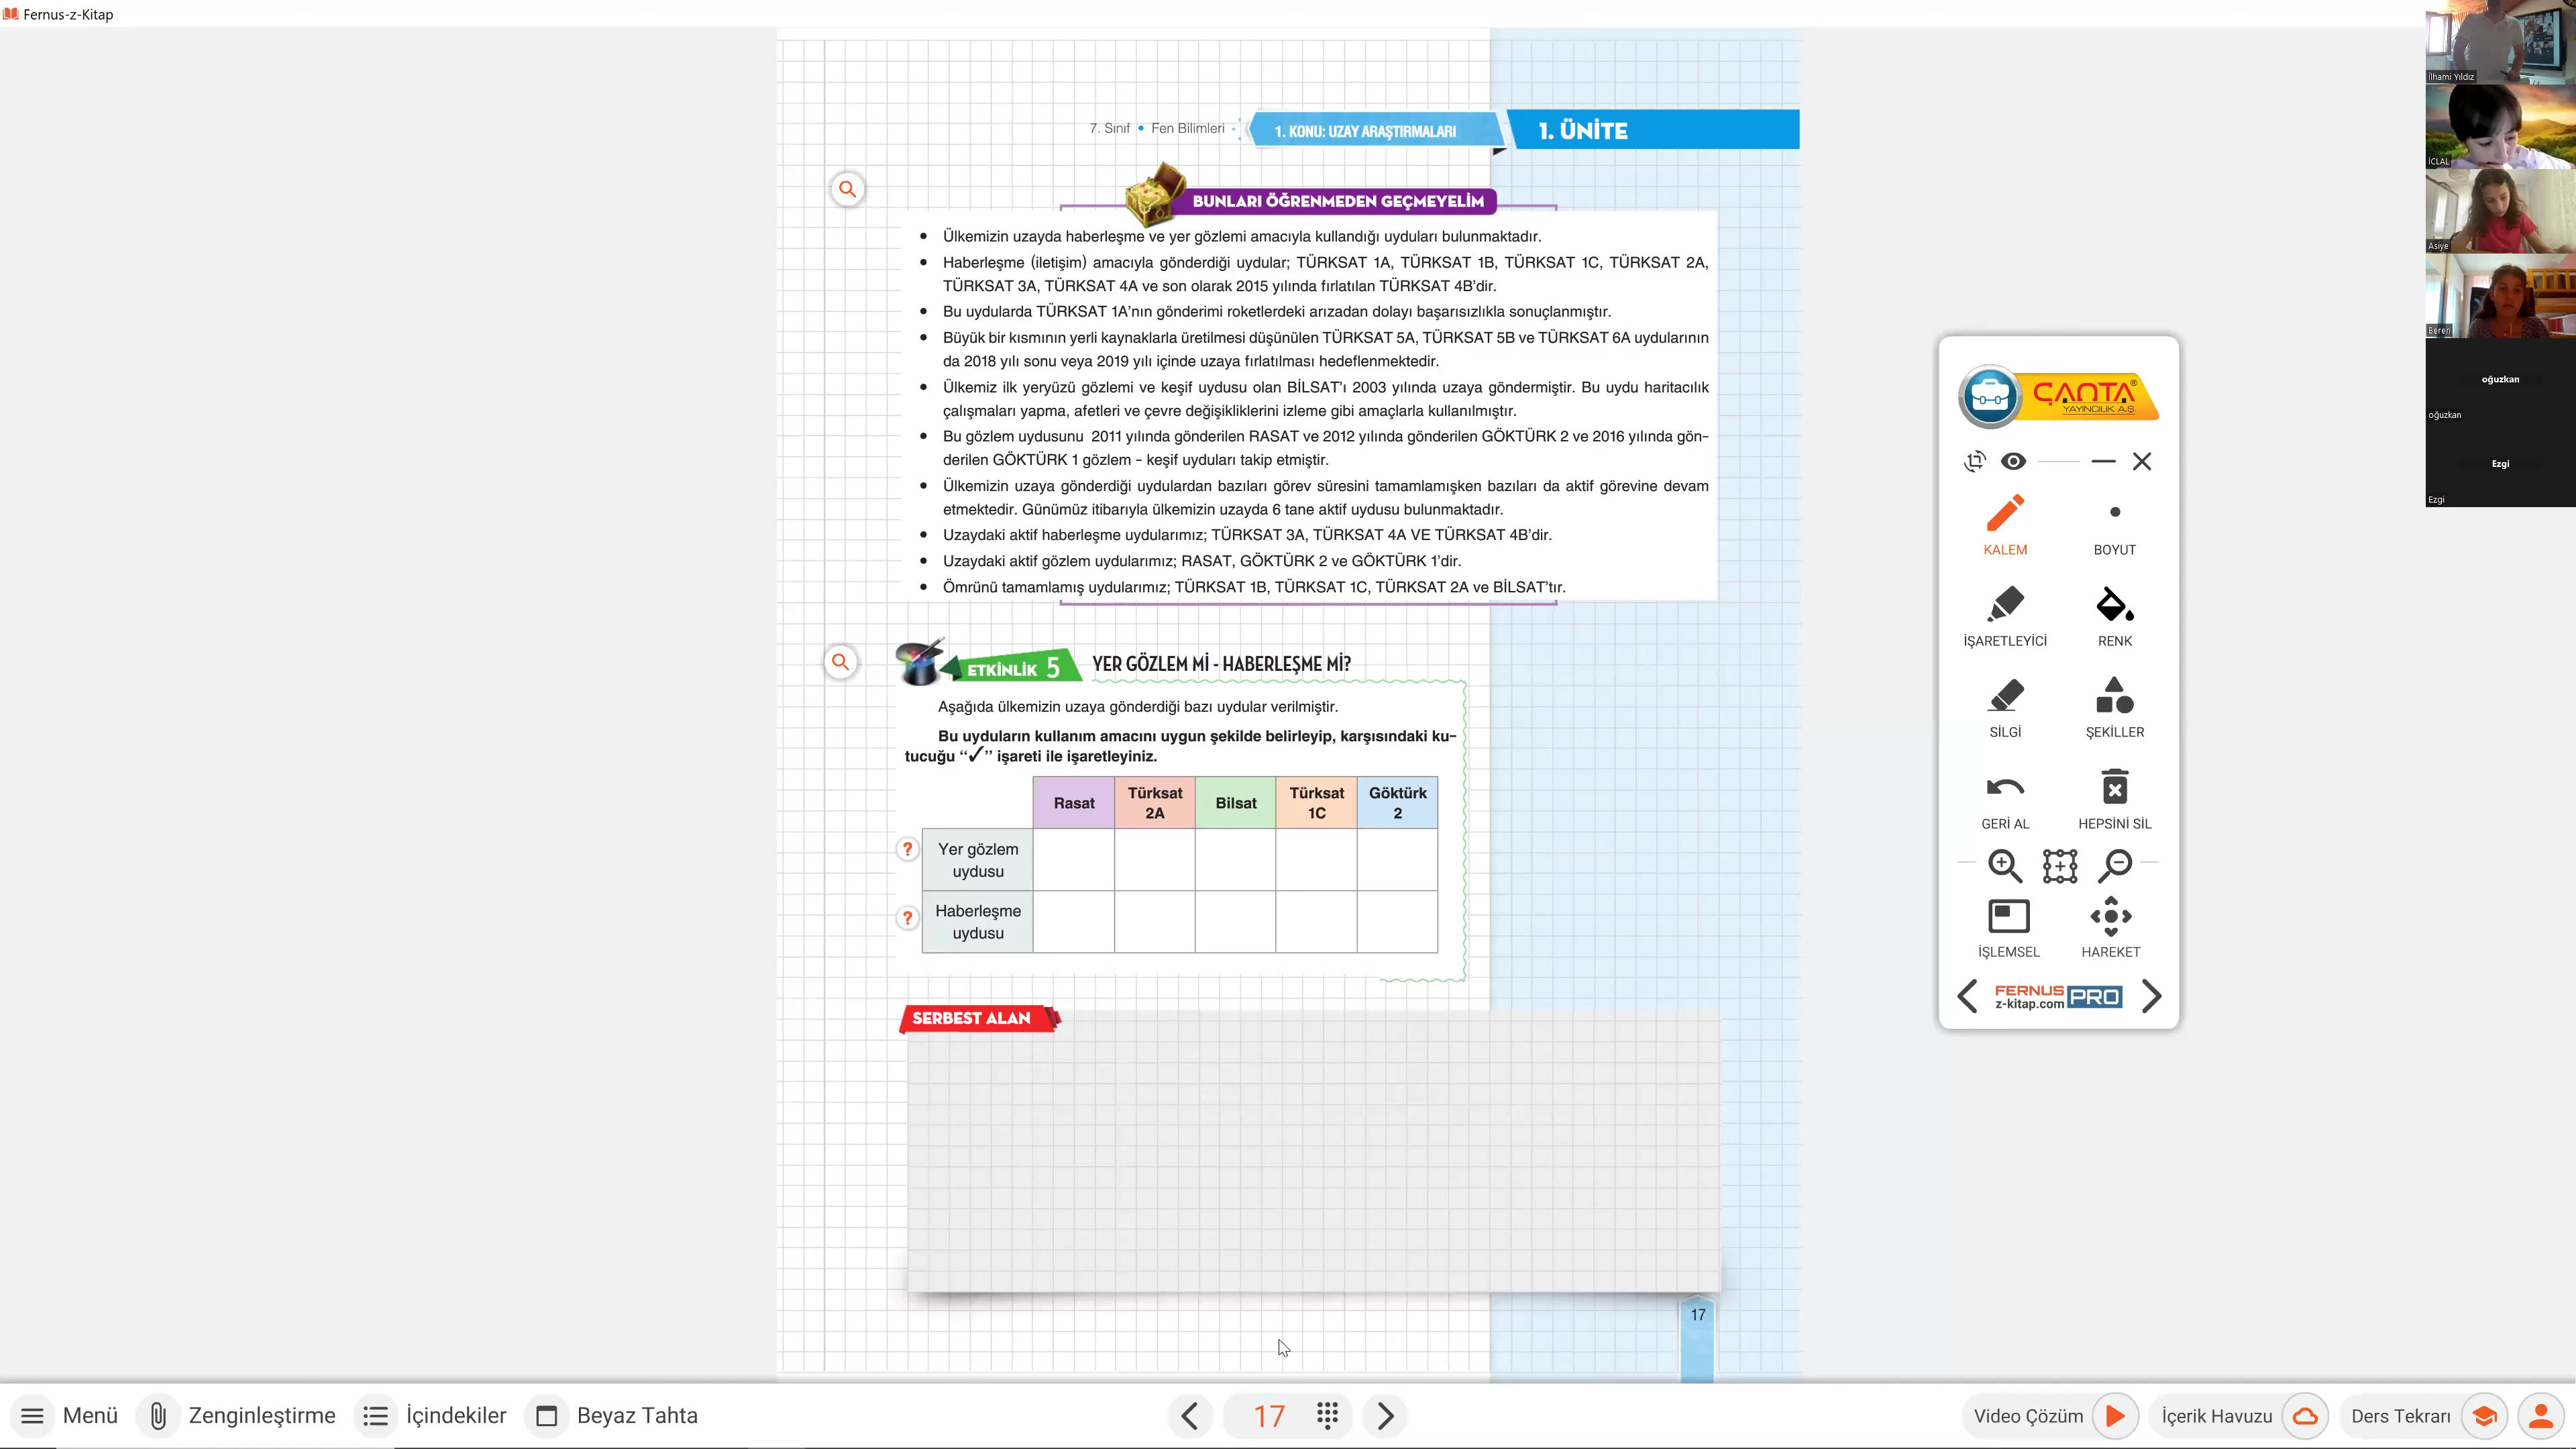 Fernus-z-Kitap
7. Sınıf • Fen Bilimleri
1. KONU: UZAY ARAŞTIRMALARI
1. ÜNİTE
BUNLARI ÖĞRENMEDEN GEÇMEYELİM
• Ülkemizin uzayda haberleşme ve yer gözlemi amacıyla kullandığı uyduları bulunmaktadır.
• Haberleşme (iletişim) amacıyla gönderdiği uydular; TÜRKSAT 1A, TÜRKSAT 1B, TÜRKSAT 1C, TÜRKSAT 2A,
TÜRKSAT 3A, TÜRKSAT 4A ve son olarak 2015 yılında fırlatılan TÜRKSAT 4B'dir.
• Bu uydularda TÜRKSAT 1A'nın gönderimi roketlerdeki arızadan dolayı başarısızlıkla sonuçlanmıştır.
• Büyük bir kısmının yerli kaynaklarla üretilmesi düşünülen TÜRKSAT 5A, TÜRKSAT 5B ve TÜRKSAT 6A uydularının
da 2018 yılı sonu veya 2019 yılı içinde uzaya fırlatılması hedeflenmektedir.
• Ülkemiz ilk yeryüzü gözlemi ve keşif uydusu olan BİLSAT'ı 2003 yılında uzaya göndermiştir. Bu uydu haritacılık
çalışmaları yapma, afetleri ve çevre değişikliklerini izleme gibi amaçlarla kullanılmıştır.
• Bu gözlem uydusunu 2011 yılında gönderilen RASAT ve 2012 yılında gönderilen GÖKTÜRK 2 ve 2016 yılında gön-
derilen GÖKTÜRK 1 gözlem - keşif uyduları takip etmiştir.
• Ülkemizin uzaya gönderdiği uydulardan bazıları görev süresini tamamlamışken bazıları da aktif görevine devam
etmektedir. Günümüz itibarıyla ülkemizin uzayda 6 tane aktif uydusu bulunmaktadır.
• Uzaydaki aktif haberleşme uydularımız; TÜRKSAT 3A, TÜRKSAT 4A VE TÜRKSAT 4B'dir.
• Uzaydaki aktif gözlem uydularımız; RASAT, GÖKTÜRK 2 ve GÖKTÜRK 1'dir.
• Ömrünü tamamlamış uydularımız; TÜRKSAT 1B, TÜRKSAT 1C, TÜRKSAT 2A ve BİLSAT'tır.
ETKİNLİK 5
YER GÖZLEM Mİ - HABERLEŞME Mİ?
Aşağıda ülkemizin uzaya gönderdiği bazı uydular verilmiştir.
Bu uyduların kullanım amacını uygun şekilde belirleyip, karşısındaki ku-
tucuğu "✓" işareti ile işaretleyiniz.
Rasat
Türksat
2A
Bilsat
Türksat
1C
Göktürk
2
?
Yer gözlem
uydusu
?
Haberleşme
uydusu
SERBEST ALAN
17
İlhami Yıldız
İCLAL
Asiye
Beren
oğuzkan
oğuzkan
Ezgi
Ezgi
ÇANTA®
YAYINCILIK A.Ş.
KALEM
BOYUT
İŞARETLEYİCİ
RENK
SİLGİ
ŞEKİLLER
GERİ AL
HEPSİNİ SİL
İŞLEMSEL
HAREKET
FERNUS
z-kitap.com
PRO
Menü
Zenginleştirme
İçindekiler
Beyaz Tahta
17
Video Çözüm
İçerik Havuzu
Ders Tekrarı